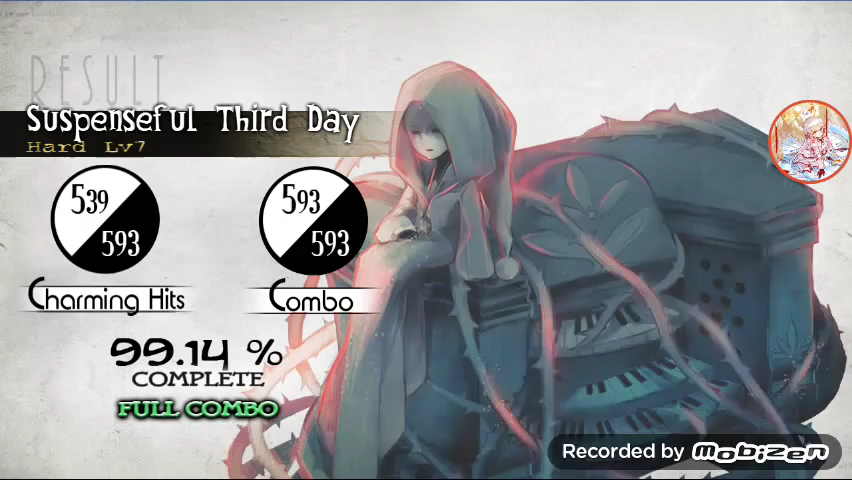 RESULT
Suspenseful Third Day
Hard Lv7
539
593
593
593
Charming Hits
Combo
99.14 %
COMPLETE
FULL COMBO
Recorded by Mobizen